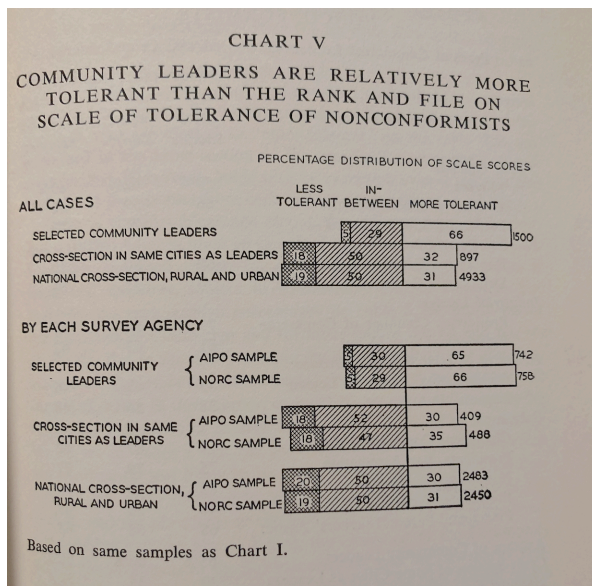 CHART V
COMMUNITY LEADERS ARE RELATIVELY MORE
TOLERANT THAN THE RANK AND FILE ON
SCALE OF TOLERANCE OF NONCONFORMISTS
PERCENTAGE DISTRIBUTION OF SCALE SCORES
LESS IN-
ALL CASES TOLERANT BETWEEN MORE TOLERANT
SELECTED COMMUNITY LEADERS 5 29 66 1500
CROSS-SECTION IN SAME CITIES AS LEADERS 18 50 32 897
NATIONAL CROSS-SECTION, RURAL AND URBAN 19 50 31 4933
BY EACH SURVEY AGENCY
SELECTED COMMUNITY
LEADERS
{ AIPO SAMPLE 5 30 65 742
NORC SAMPLE 5 29 66 758
CROSS-SECTION IN SAME
CITIES AS LEADERS
{ AIPO SAMPLE 18 52 30 409
NORC SAMPLE 18 47 35 488
NATIONAL CROSS-SECTION,
RURAL AND URBAN
{ AIPO SAMPLE 20 50 30 2483
NORC SAMPLE 19 50 31 2450
Based on same samples as Chart I.